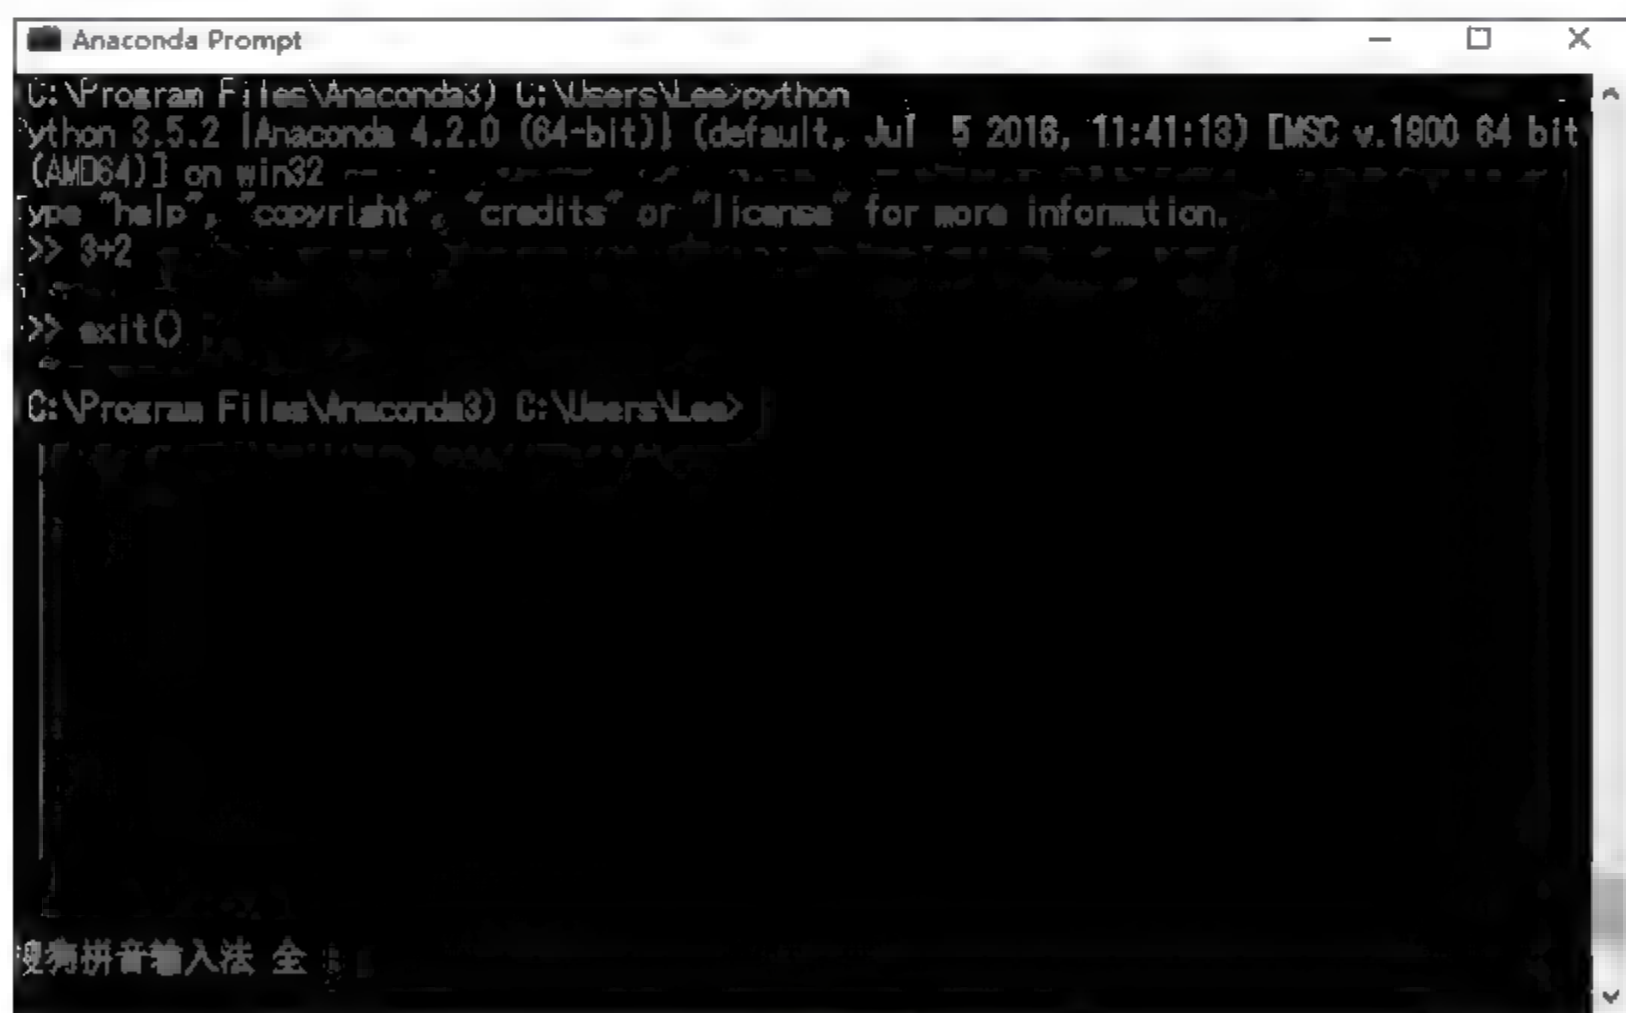 Anaconda Prompt
C:\Program Files\Anaconda3) C:\Users\Lee>python
ython 3.5.2 |Anaconda 4.2.0 (64-bit)| (default, Jul  5 2016, 11:41:13) [MSC v.1900 64 bit
(AMD64)] on win32
ype "help", "copyright", "credits" or "license" for more information.
>> 3+2
>> exit()
C:\Program Files\Anaconda3) C:\Users\Lee>
搜狗拼音输入法 全